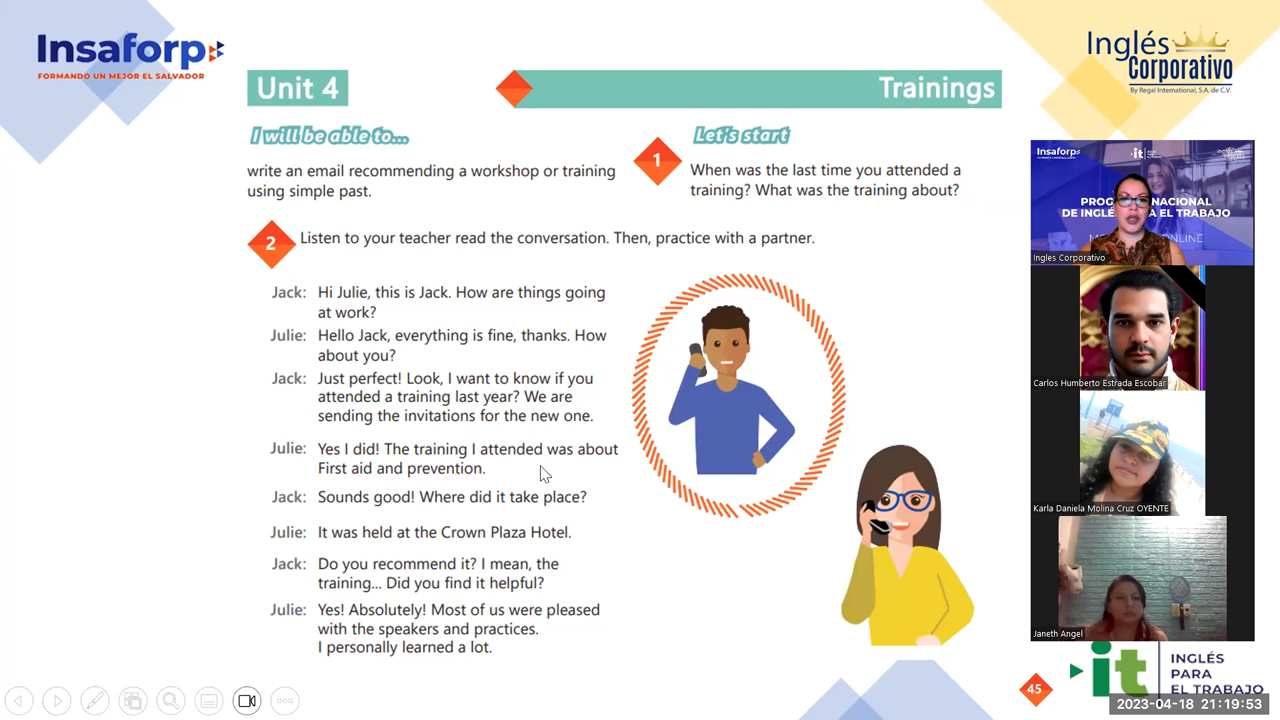 Insaforp
FORMANDO UN MEJOR EL SALVADOR
Inglés
Corporativo
By Regal International, S.A. de C.V.
Unit 4
Trainings
I will be able to...
write an email recommending a workshop or training
using simple past.
1
Let's start
When was the last time you attended a
training? What was the training about?
2
Listen to your teacher read the conversation. Then, practice with a partner.
Jack: Hi Julie, this is Jack. How are things going
at work?
Julie: Hello Jack, everything is fine, thanks. How
about you?
Jack: Just perfect! Look, I want to know if you
attended a training last year? We are
sending the invitations for the new one.
Julie: Yes I did! The training I attended was about
First aid and prevention.
Jack: Sounds good! Where did it take place?
Julie: It was held at the Crown Plaza Hotel.
Jack: Do you recommend it? I mean, the
training... Did you find it helpful?
Julie: Yes! Absolutely! Most of us were pleased
with the speakers and practices.
I personally learned a lot.
Insaforp
it
Ingles Corporativo
Carlos Humberto Estrada Escobar
Karla Daniela Molina Cruz OYENTE
Janeth Angel
45
it
INGLÉS
PARA
EL TRABAJO
2023-04-18 21:19:53